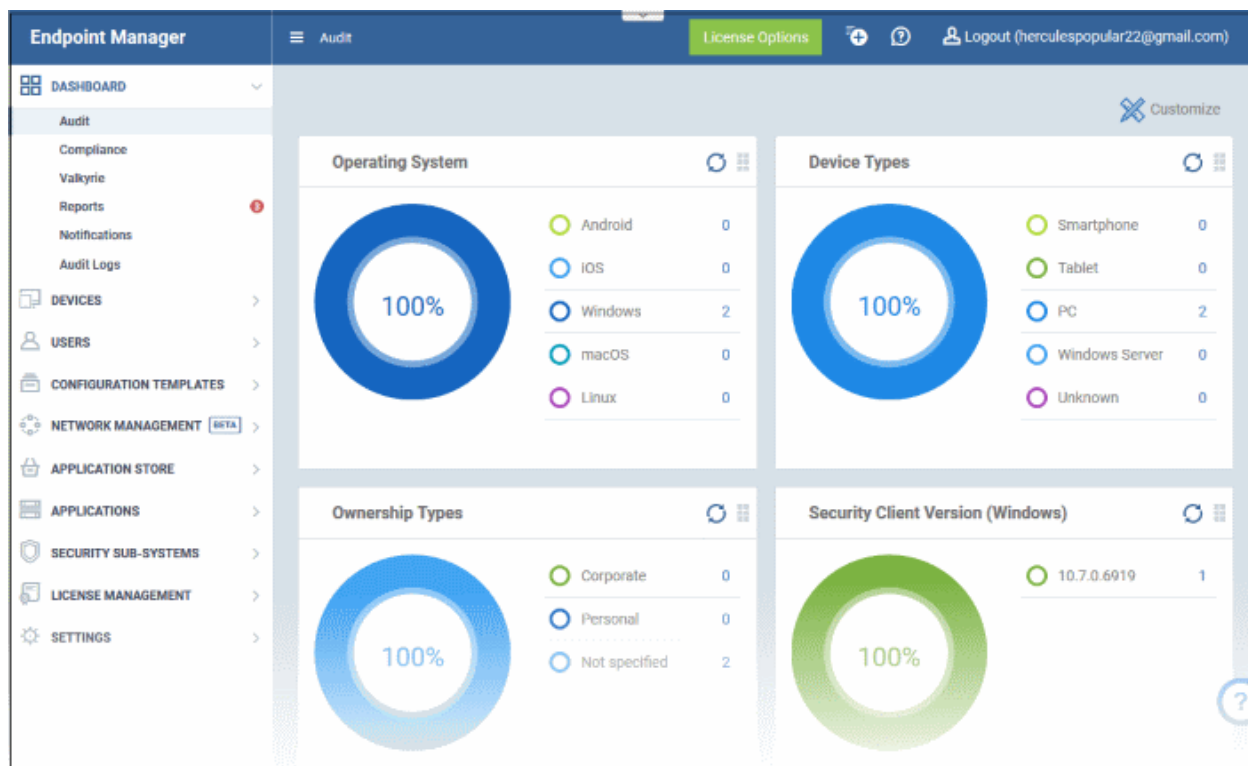 Endpoint Manager
Audit
License Options
Logout (herculespopular22@gmail.com)
DASHBOARD
Audit
Compliance
Valkyrie
Reports
Notifications
Audit Logs
DEVICES
USERS
CONFIGURATION TEMPLATES
NETWORK MANAGEMENT BETA
APPLICATION STORE
APPLICATIONS
SECURITY SUB-SYSTEMS
LICENSE MANAGEMENT
SETTINGS
Customize
Operating System
100%
Android 0
iOS 0
Windows 2
macOS 0
Linux 0
Device Types
100%
Smartphone 0
Tablet 0
PC 2
Windows Server 0
Unknown 0
Ownership Types
100%
Corporate 0
Personal 0
Not specified 2
Security Client Version (Windows)
100%
10.7.0.6919 1
?